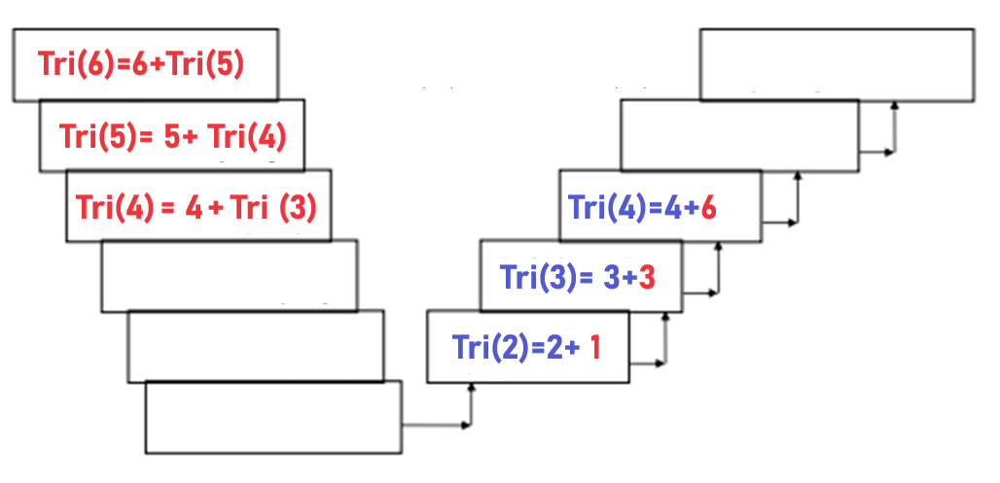 Tri(6)=6+Tri(5)
Tri(5)= 5+ Tri(4)
Tri(4) = 4 + Tri (3)
Tri(4)=4+6
Tri(3)= 3+3
Tri(2)=2+ 1